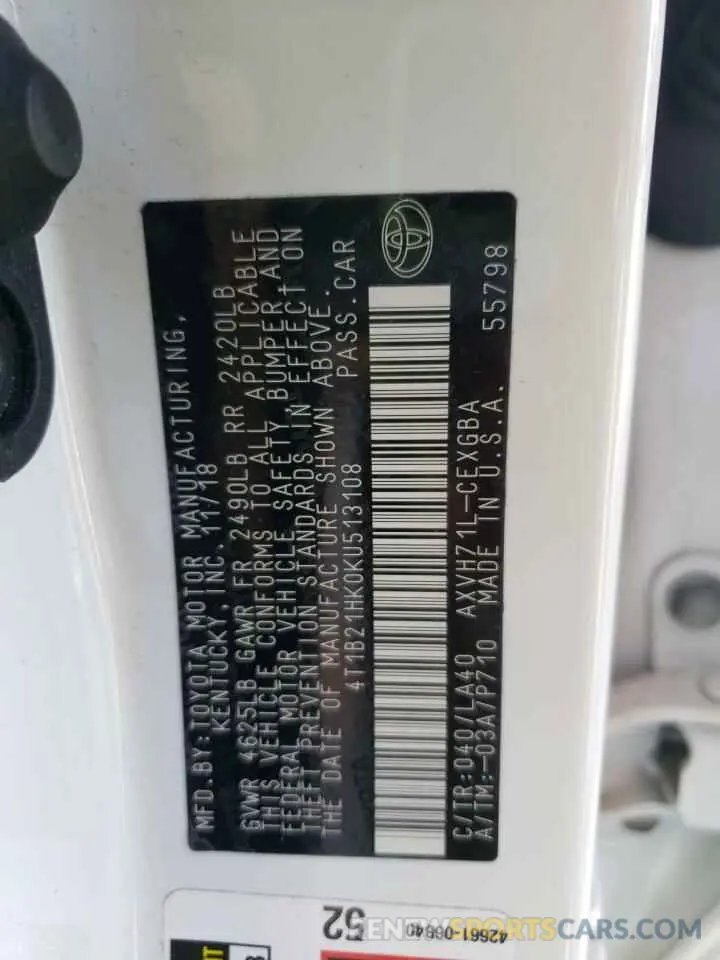 MFD. BY: TOYOTA MOTOR MANUFACTURING,
KENTUCKY, INC. 11/18
GVWR 4625LB GAWR FR 2490LB RR 2420LB
THIS VEHICLE CONFORMS TO ALL APPLICABLE
FEDERAL MOTOR VEHICLE SAFETY, BUMPER AND
THEFT PREVENTION STANDARDS IN EFFECT ON
THE DATE OF MANUFACTURE SHOWN ABOVE.
4T1B21HK0KU513108 PASS.CAR
C/TR:040/LA40 AXVH71L-CEXGBA
A/TM:-03A/P710 MADE IN U.S.A. 55798
52
RENEWSPORTSCAR.COM